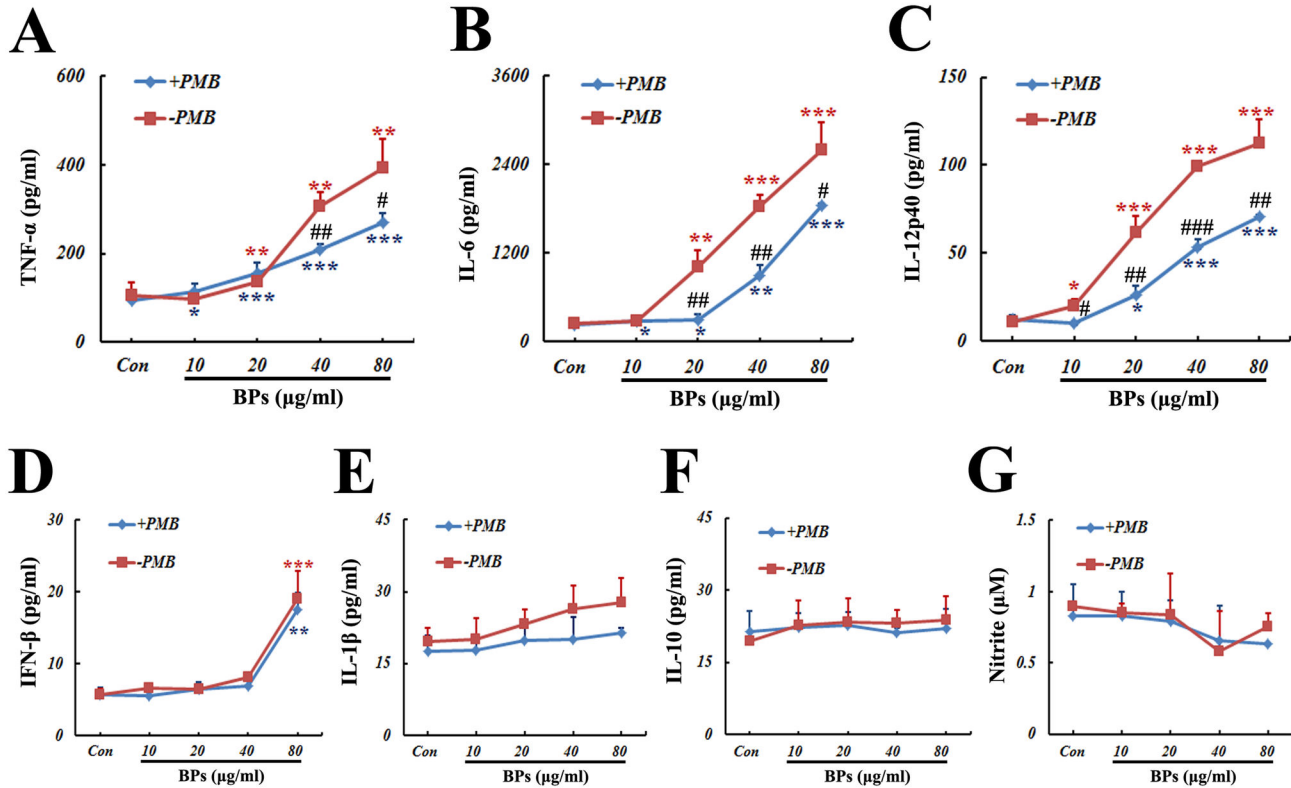 A
600
400
200
0
TNF-α (pg/ml)
+PMB
-PMB
**
**
**
#
##
***
***
***
*
Con 10 20 40 80
BPs (μg/ml)
B
3600
2400
1200
0
IL-6 (pg/ml)
+PMB
-PMB
***
***
**
#
***
##
**
##
*
*
Con 10 20 40 80
BPs (μg/ml)
C
150
100
50
0
IL-12p40 (pg/ml)
+PMB
-PMB
***
***
***
*
##
***
###
***
##
*
#
Con 10 20 40 80
BPs (μg/ml)
D
30
20
10
0
IFN-β (pg/ml)
+PMB
-PMB
***
**
Con 10 20 40 80
BPs (μg/ml)
E
45
30
15
0
IL-1β (pg/ml)
+PMB
-PMB
Con 10 20 40 80
BPs (μg/ml)
F
45
30
15
0
IL-10 (pg/ml)
+PMB
-PMB
Con 10 20 40 80
BPs (μg/ml)
G
1.5
1
0.5
0
Nitrite (μM)
+PMB
-PMB
Con 10 20 40 80
BPs (μg/ml)